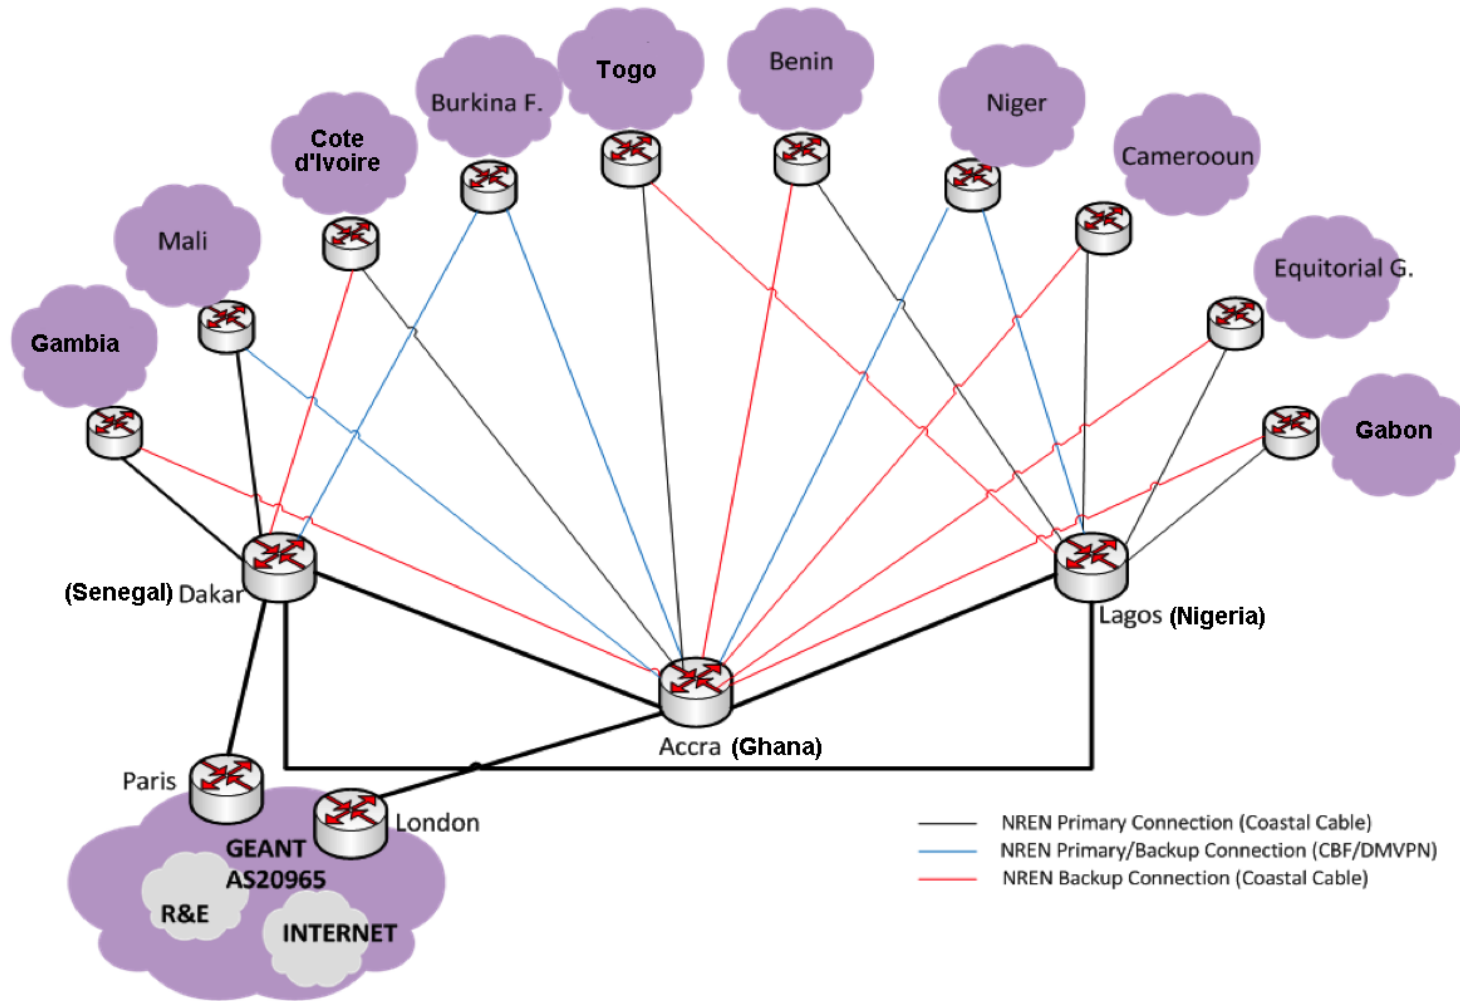 Togo
Benin
Burkina F.
Niger
Cote
d'Ivoire
Camerooun
Mali
Equitorial G.
Gambia
Gabon
(Senegal) Dakar
Lagos (Nigeria)
Accra (Ghana)
Paris
London
GEANT
AS20965
R&E
INTERNET
NREN Primary Connection (Coastal Cable)
NREN Primary/Backup Connection (CBF/DMVPN)
NREN Backup Connection (Coastal Cable)